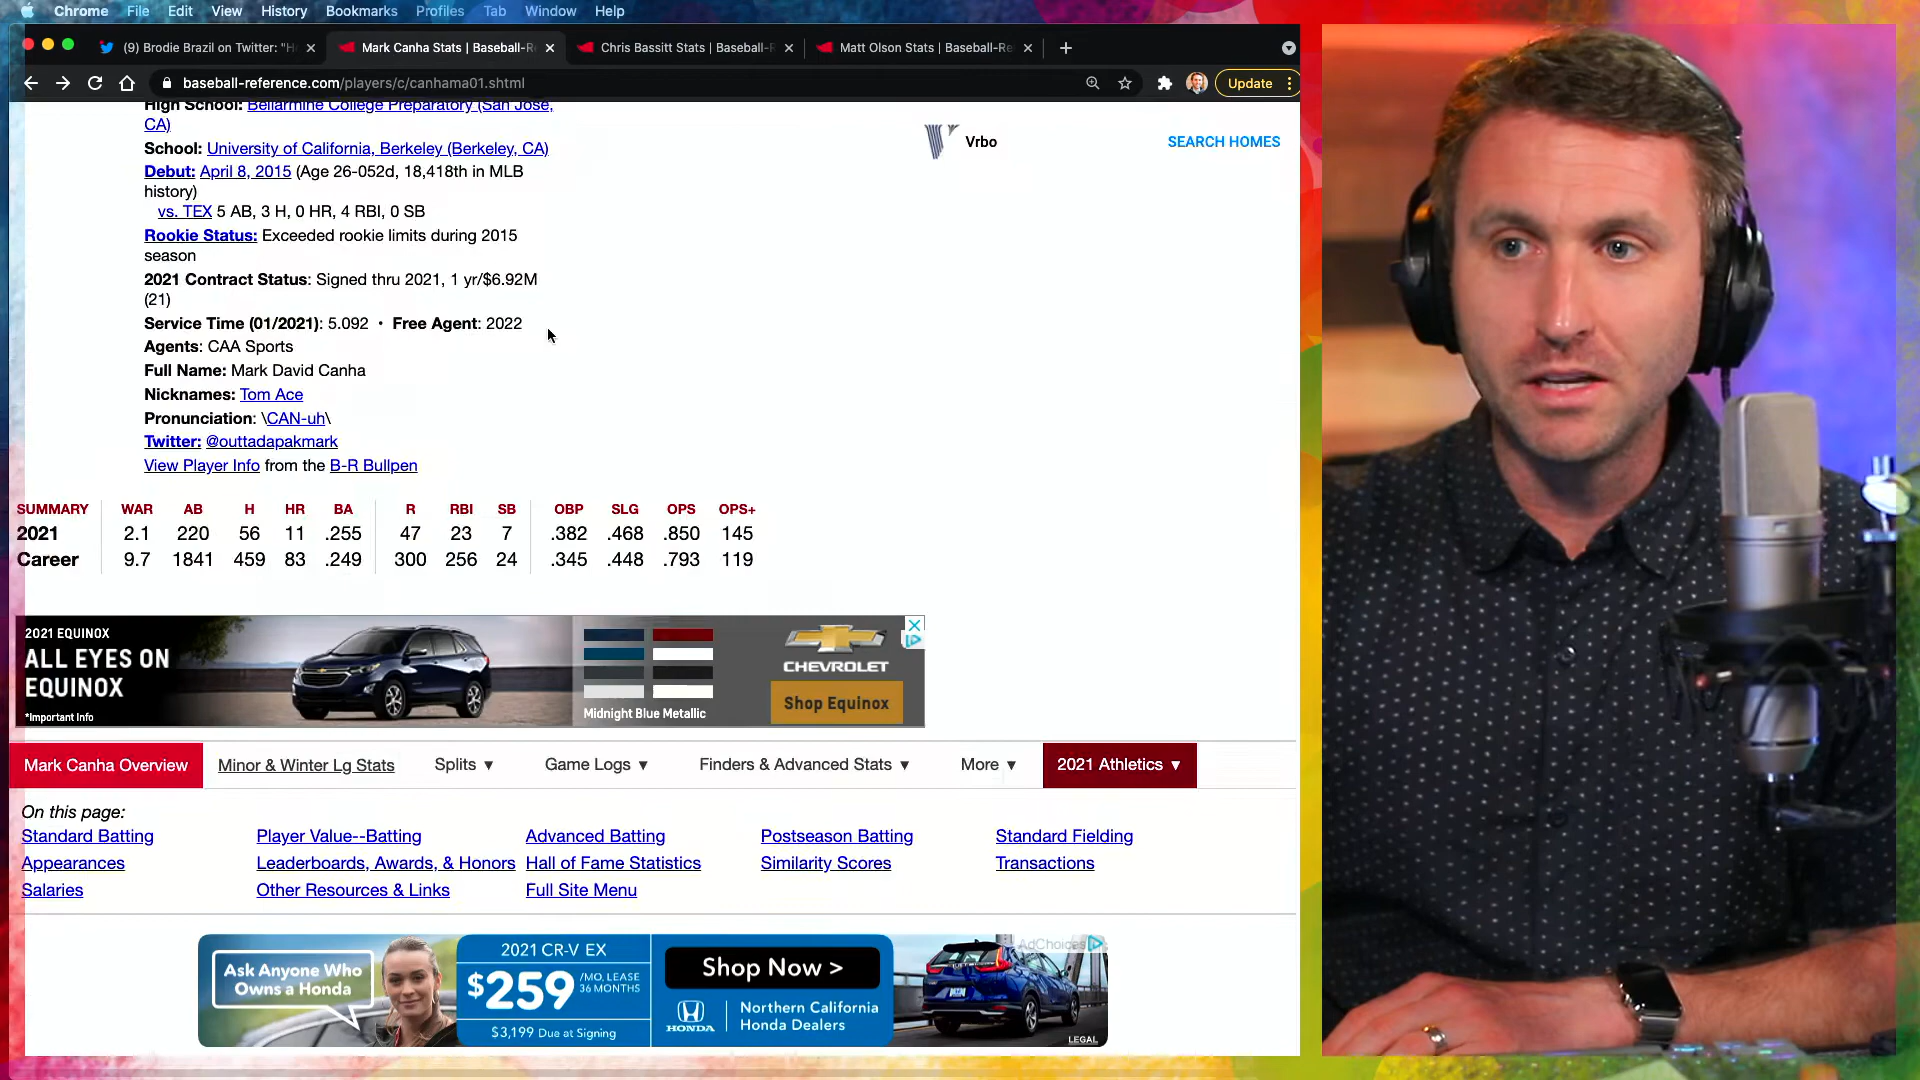 Chrome File Edit View History Bookmarks Profiles Tab Window Help
(9) Brodie Brazil on Twitter: "H
Mark Canha Stats | Baseball-R
Chris Bassitt Stats | Baseball-R
Matt Olson Stats | Baseball-Re
baseball-reference.com/players/c/canhama01.shtml
Update
High School: Bellarmine College Preparatory (San Jose,
CA)
Vrbo
SEARCH HOMES
School: University of California, Berkeley (Berkeley, CA)
Debut: April 8, 2015 (Age 26-052d, 18,418th in MLB
history)
vs. TEX 5 AB, 3 H, 0 HR, 4 RBI, 0 SB
Rookie Status: Exceeded rookie limits during 2015
season
2021 Contract Status: Signed thru 2021, 1 yr/$6.92M
(21)
Service Time (01/2021): 5.092 • Free Agent: 2022
Agents: CAA Sports
Full Name: Mark David Canha
Nicknames: Tom Ace
Pronunciation: \CAN-uh\
Twitter: @outtadapakmark
View Player Info from the B-R Bullpen
SUMMARY WAR AB H HR BA R RBI SB OBP SLG OPS OPS+
2021 2.1 220 56 11 .255 47 23 7 .382 .468 .850 145
Career 9.7 1841 459 83 .249 300 256 24 .345 .448 .793 119
2021 EQUINOX
ALL EYES ON
EQUINOX
*Important Info
Midnight Blue Metallic
CHEVROLET
Shop Equinox
Mark Canha Overview Minor & Winter Lg Stats Splits ▼ Game Logs ▼ Finders & Advanced Stats ▼ More ▼ 2021 Athletics ▼
On this page:
Standard Batting Player Value--Batting Advanced Batting Postseason Batting Standard Fielding
Appearances Leaderboards, Awards, & Honors Hall of Fame Statistics Similarity Scores Transactions
Salaries Other Resources & Links Full Site Menu
Ask Anyone Who
Owns a Honda
2021 CR-V EX
$259 /MO. LEASE
36 MONTHS
$3,199 Due at Signing
Shop Now >
HONDA
Northern California
Honda Dealers
AdChoices
LEGAL